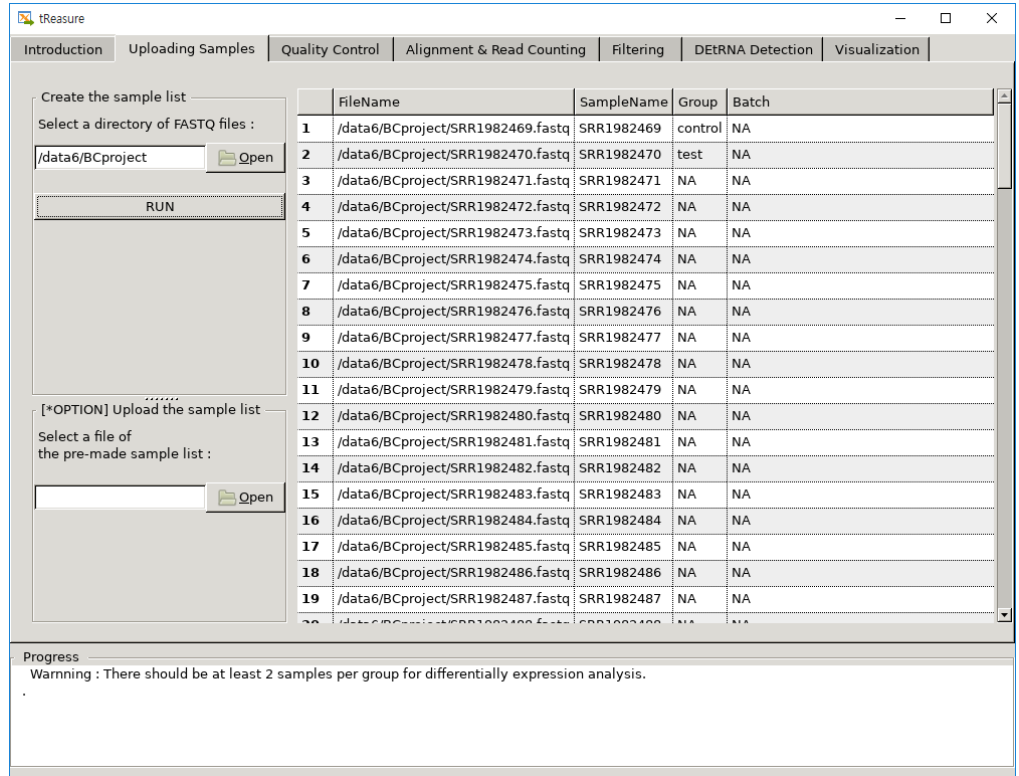 tReasure
Introduction Uploading Samples Quality Control Alignment & Read Counting Filtering DEtRNA Detection Visualization
Create the sample list
Select a directory of FASTQ files :
/data6/BCproject Open
RUN
[*OPTION] Upload the sample list
Select a file of
the pre-made sample list :
Open
FileName SampleName Group Batch
1 /data6/BCproject/SRR1982469.fastq SRR1982469 control NA
2 /data6/BCproject/SRR1982470.fastq SRR1982470 test NA
3 /data6/BCproject/SRR1982471.fastq SRR1982471 NA NA
4 /data6/BCproject/SRR1982472.fastq SRR1982472 NA NA
5 /data6/BCproject/SRR1982473.fastq SRR1982473 NA NA
6 /data6/BCproject/SRR1982474.fastq SRR1982474 NA NA
7 /data6/BCproject/SRR1982475.fastq SRR1982475 NA NA
8 /data6/BCproject/SRR1982476.fastq SRR1982476 NA NA
9 /data6/BCproject/SRR1982477.fastq SRR1982477 NA NA
10 /data6/BCproject/SRR1982478.fastq SRR1982478 NA NA
11 /data6/BCproject/SRR1982479.fastq SRR1982479 NA NA
12 /data6/BCproject/SRR1982480.fastq SRR1982480 NA NA
13 /data6/BCproject/SRR1982481.fastq SRR1982481 NA NA
14 /data6/BCproject/SRR1982482.fastq SRR1982482 NA NA
15 /data6/BCproject/SRR1982483.fastq SRR1982483 NA NA
16 /data6/BCproject/SRR1982484.fastq SRR1982484 NA NA
17 /data6/BCproject/SRR1982485.fastq SRR1982485 NA NA
18 /data6/BCproject/SRR1982486.fastq SRR1982486 NA NA
19 /data6/BCproject/SRR1982487.fastq SRR1982487 NA NA
Progress
Warnning : There should be at least 2 samples per group for differentially expression analysis.
.